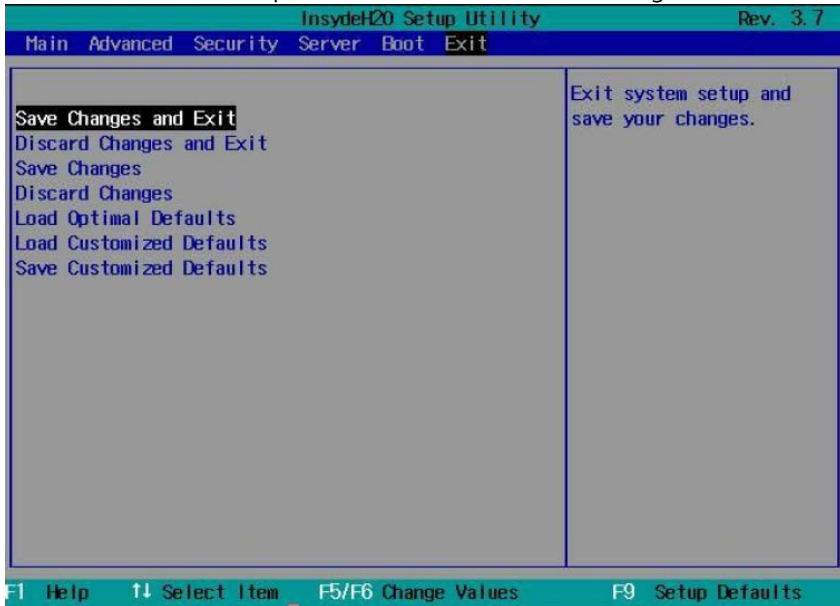 InsydeH20 Setup Utility Rev. 3.7
Main Advanced Security Server Boot Exit
Save Changes and Exit
Discard Changes and Exit
Save Changes
Discard Changes
Load Optimal Defaults
Load Customized Defaults
Save Customized Defaults
Exit system setup and
save your changes.
F1 Help ↑↓ Select Item F5/F6 Change Values F9 Setup Defaults